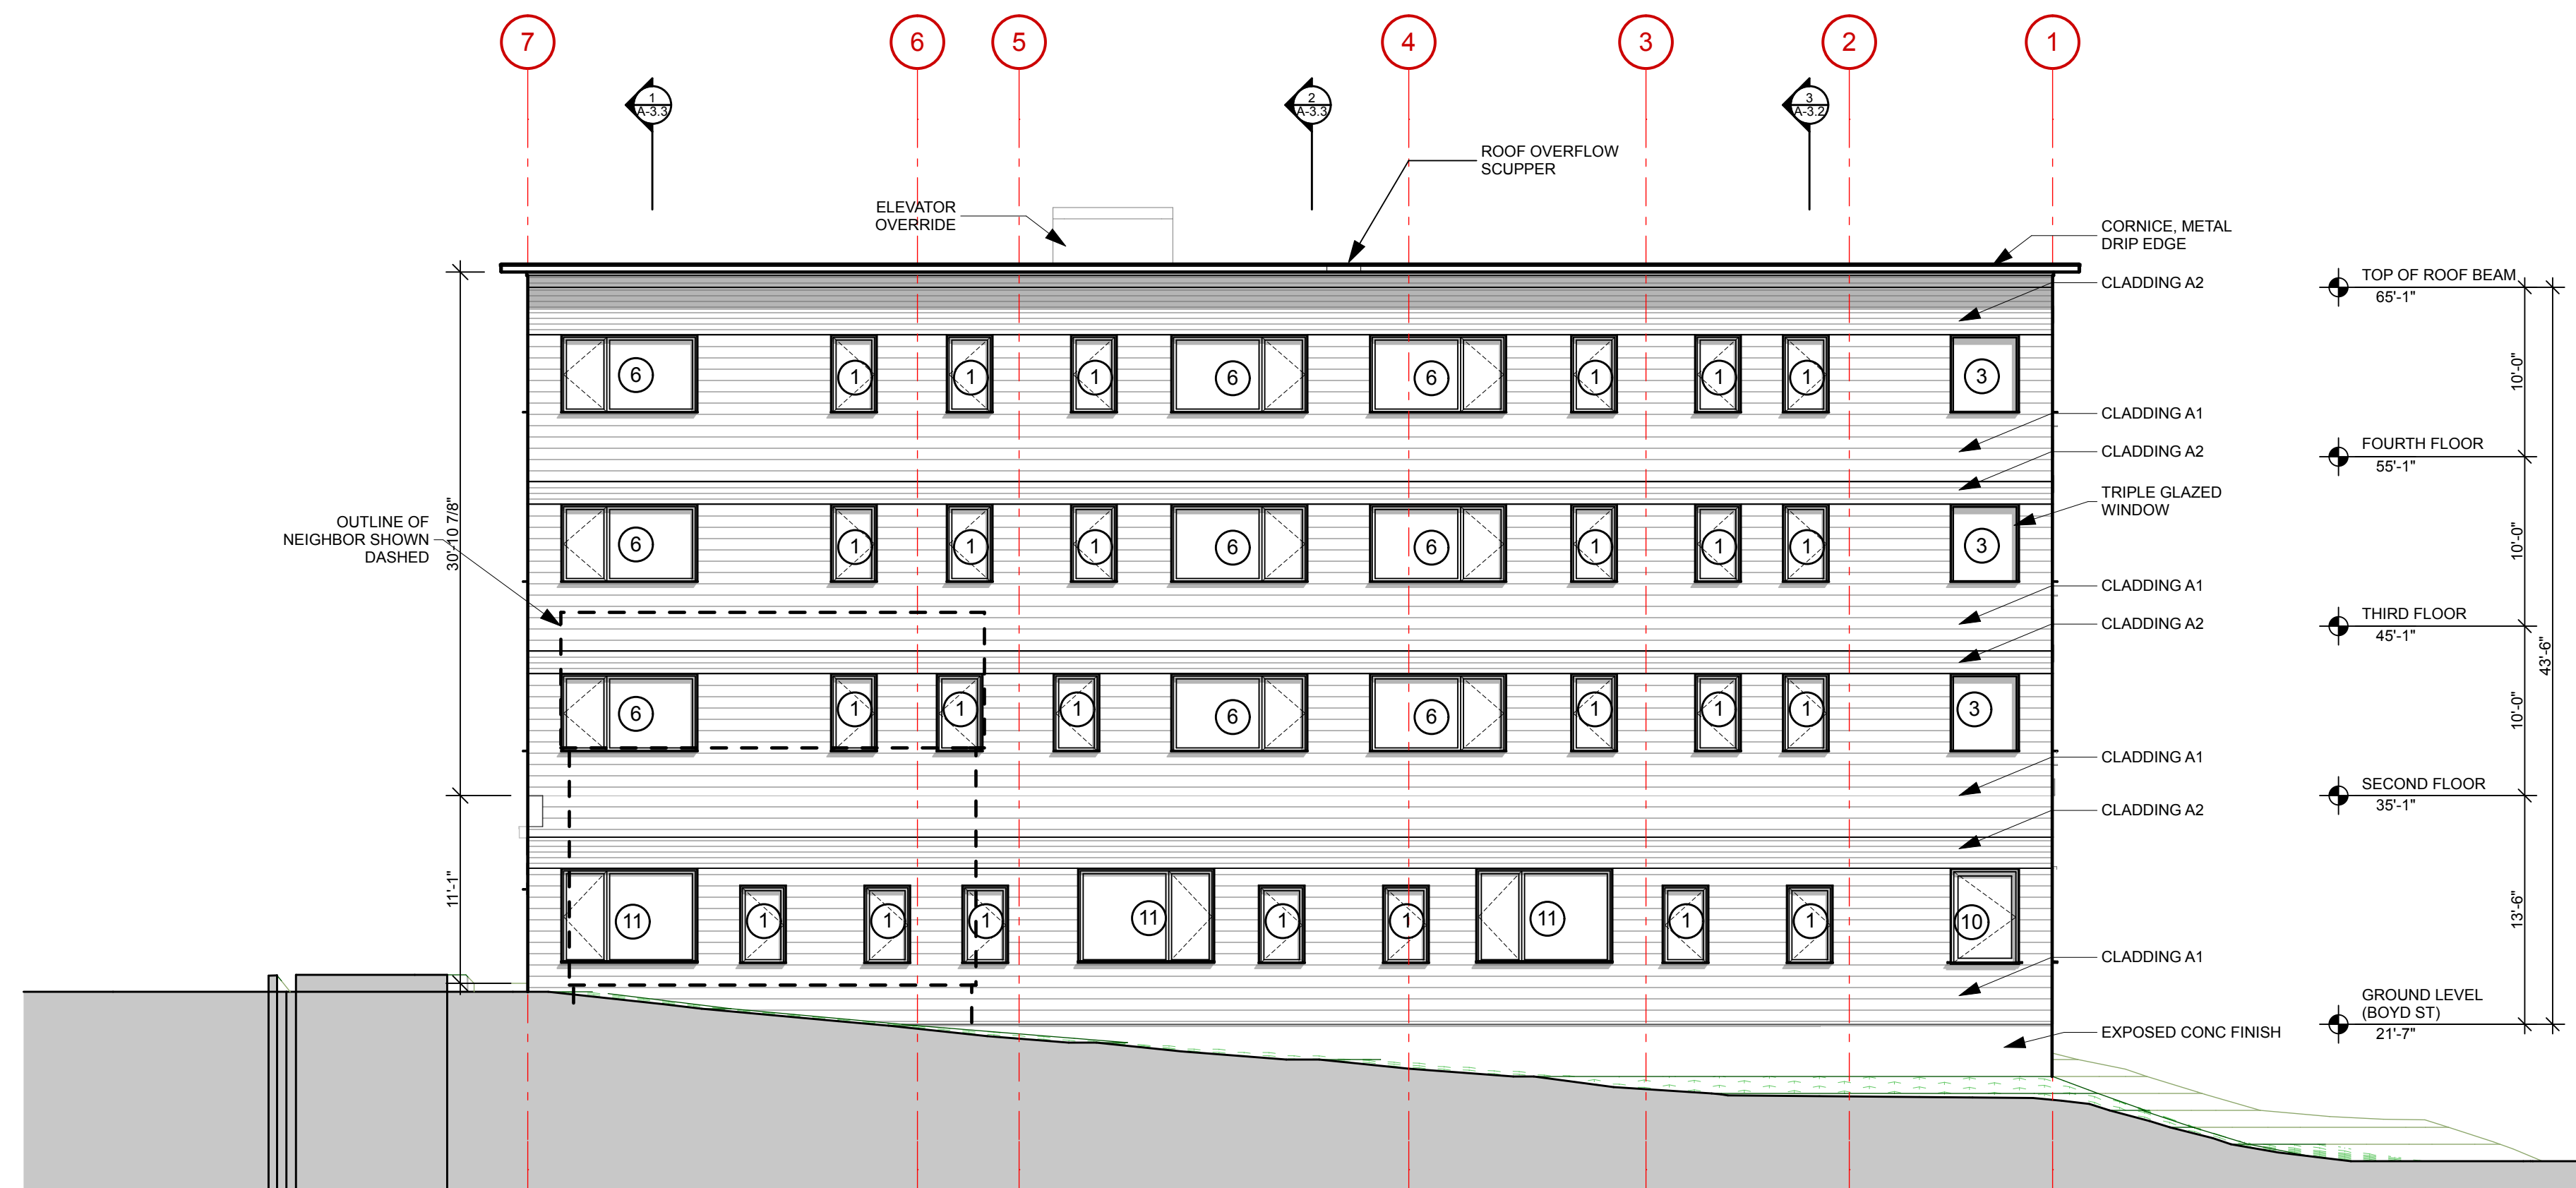 7 6 5 4 3 2 1
1
A-3.3
2
A-3.3
3
A-3.2
ROOF OVERFLOW
SCUPPER
ELEVATOR
OVERRIDE
CORNICE, METAL
DRIP EDGE
CLADDING A2
TOP OF ROOF BEAM
65'-1"
6 1 1 1 6 6 1 1 1 3
10'-0"
CLADDING A1
FOURTH FLOOR
55'-1"
CLADDING A2
TRIPLE GLAZED
WINDOW
OUTLINE OF
NEIGHBOR SHOWN
DASHED
30'-10 7/8"
6 1 1 1 6 6 1 1 1 3
10'-0"
CLADDING A1
THIRD FLOOR
45'-1"
CLADDING A2
43'-6"
6 1 1 1 6 6 1 1 1 3
10'-0"
CLADDING A1
SECOND FLOOR
35'-1"
CLADDING A2
11'-1"
11 1 1 1 11 1 1 11 1 1 10
13'-6"
CLADDING A1
GROUND LEVEL
(BOYD ST)
21'-7"
EXPOSED CONC FINISH